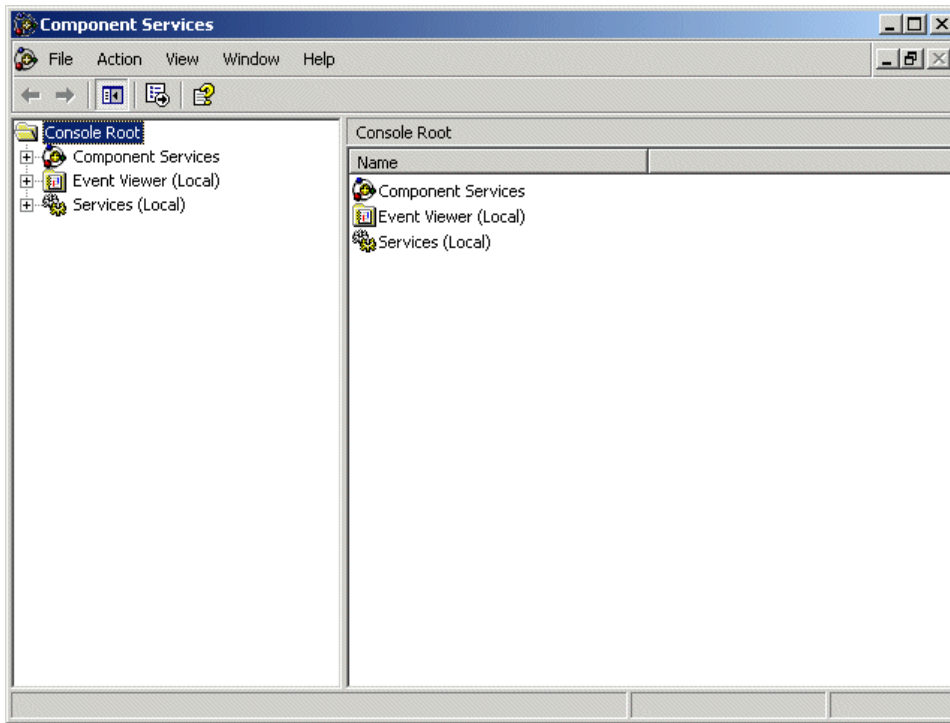 Component Services
File Action View Window Help
Console Root
Component Services
Event Viewer (Local)
Services (Local)
Console Root
Name
Component Services
Event Viewer (Local)
Services (Local)